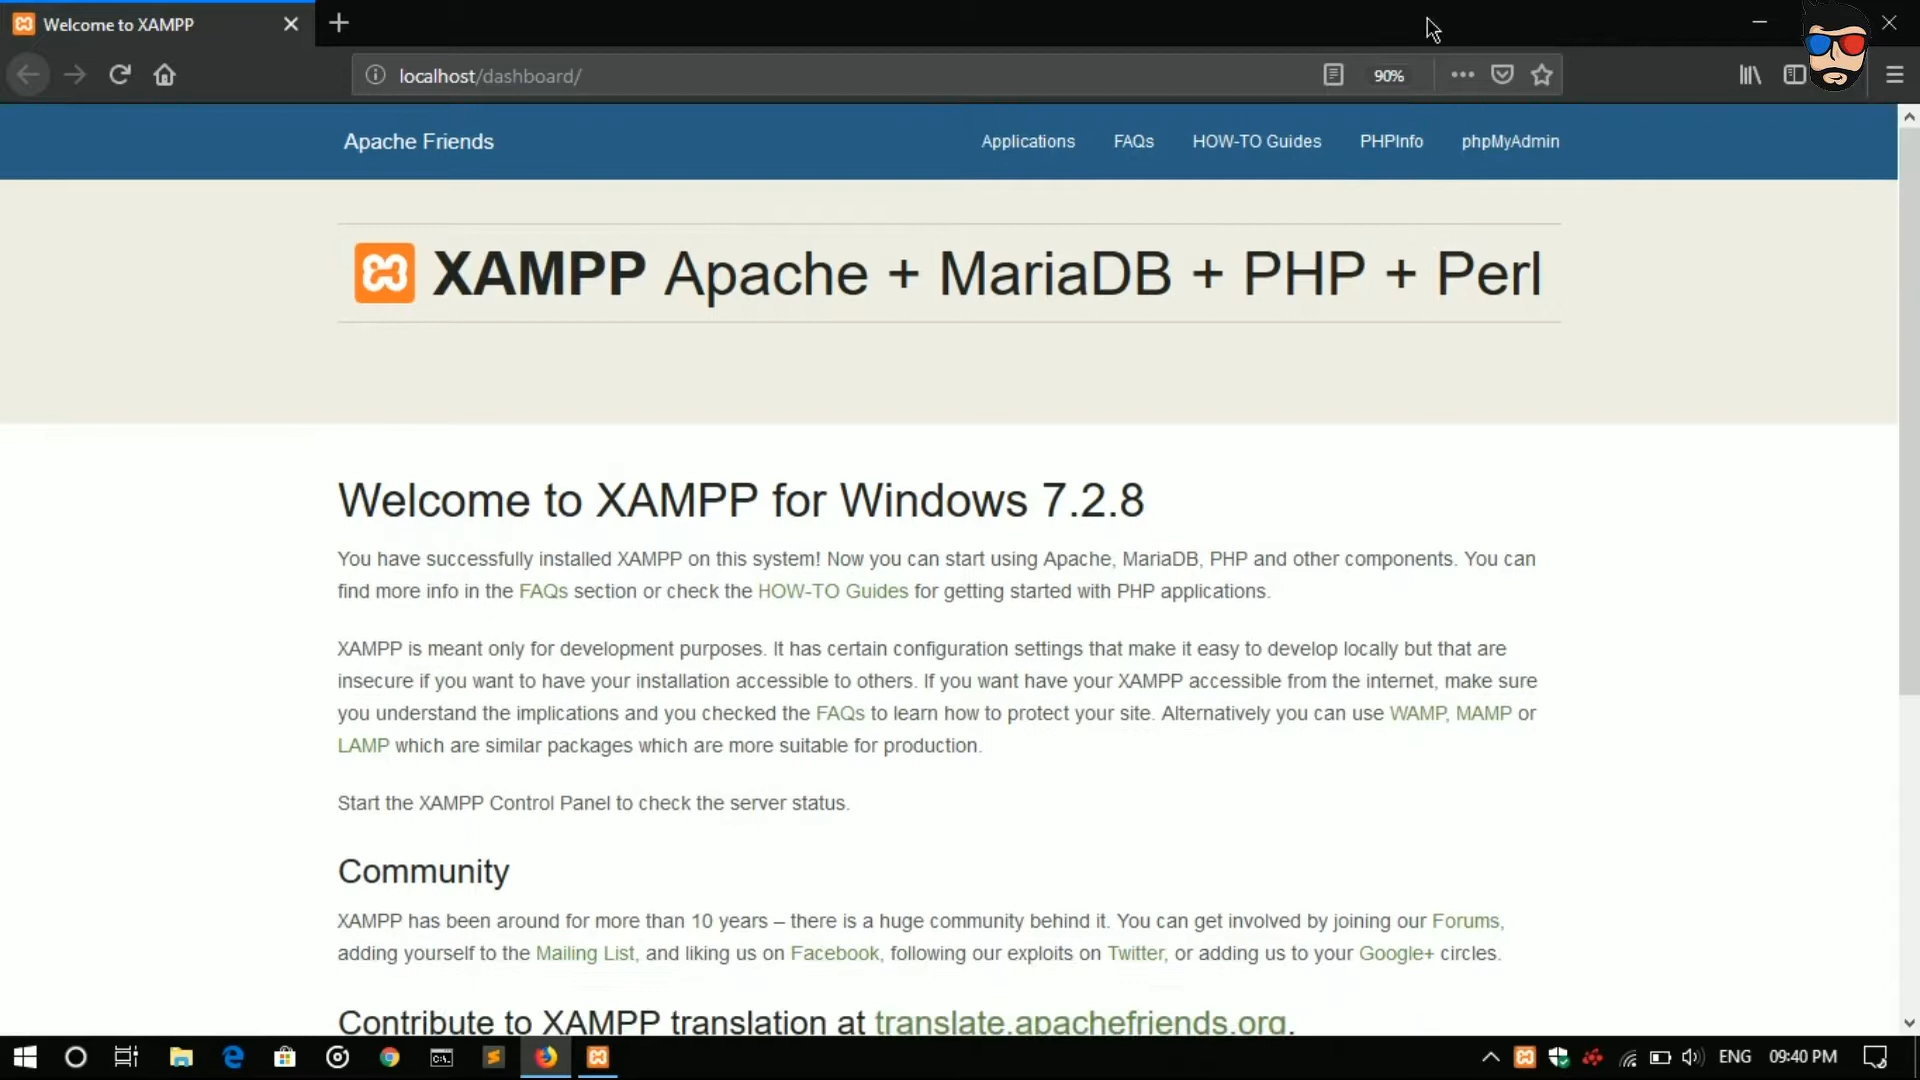 Welcome to XAMPP
localhost/dashboard/
90%
Apache Friends
Applications
FAQs
HOW-TO Guides
PHPInfo
phpMyAdmin
XAMPP Apache + MariaDB + PHP + Perl
Welcome to XAMPP for Windows 7.2.8
You have successfully installed XAMPP on this system! Now you can start using Apache, MariaDB, PHP and other components. You can
find more info in the FAQs section or check the HOW-TO Guides for getting started with PHP applications.
XAMPP is meant only for development purposes. It has certain configuration settings that make it easy to develop locally but that are
insecure if you want to have your installation accessible to others. If you want have your XAMPP accessible from the internet, make sure
you understand the implications and you checked the FAQs to learn how to protect your site. Alternatively you can use WAMP, MAMP or
LAMP which are similar packages which are more suitable for production.
Start the XAMPP Control Panel to check the server status.
Community
XAMPP has been around for more than 10 years – there is a huge community behind it. You can get involved by joining our Forums,
adding yourself to the Mailing List, and liking us on Facebook, following our exploits on Twitter, or adding us to your Google+ circles.
Contribute to XAMPP translation at translate.apachefriends.org.
ENG
09:40 PM